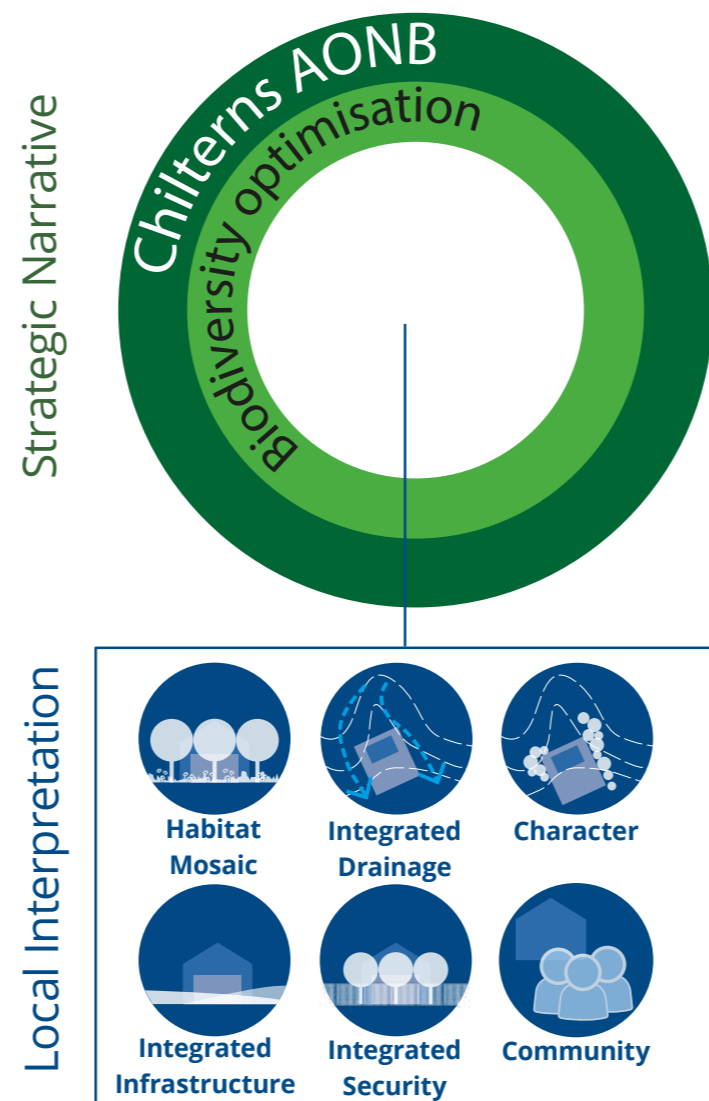 Strategic Narrative
Chilterns AONB
Biodiversity optimisation
Local Interpretation
Habitat
Mosaic
Integrated
Drainage
Character
Integrated
Infrastructure
Integrated
Security
Community